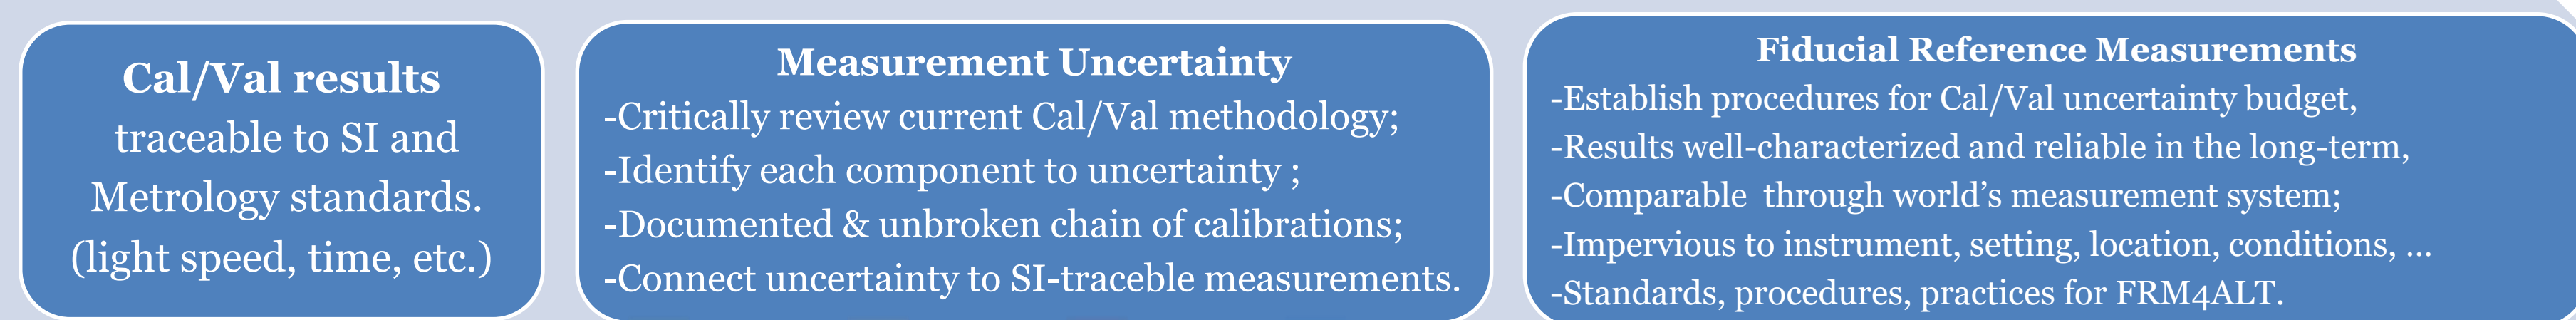 Cal/Val results
traceable to SI and
Metrology standards.
(light speed, time, etc.)
Measurement Uncertainty
-Critically review current Cal/Val methodology;
-Identify each component to uncertainty ;
-Documented & unbroken chain of calibrations;
-Connect uncertainty to SI-traceble measurements.
Fiducial Reference Measurements
-Establish procedures for Cal/Val uncertainty budget,
-Results well-characterized and reliable in the long-term,
-Comparable  through world’s measurement system;
-Impervious to instrument, setting, location, conditions, ...
-Standards, procedures, practices for FRM4ALT.